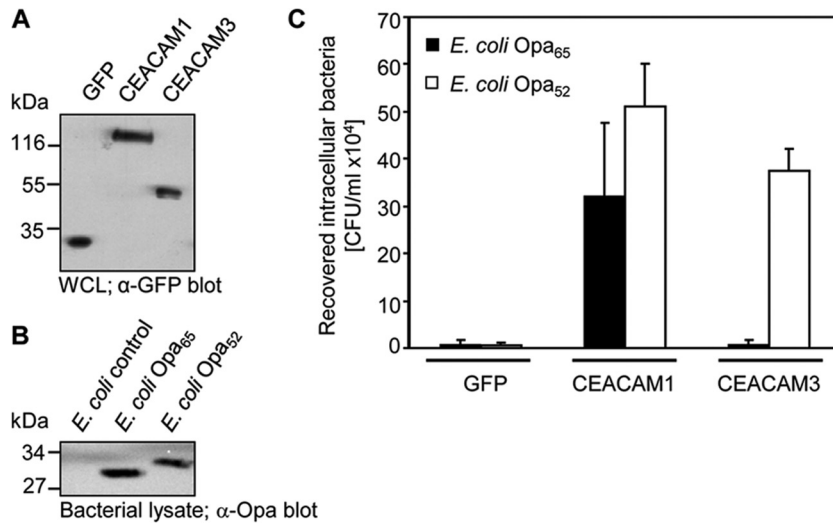 A
GFP
CEACAM1
CEACAM3
kDa
116
55
35
WCL; α-GFP blot
B
E. coli control
E. coli Opa65
E. coli Opa52
kDa
34
27
Bacterial lysate; α-Opa blot
C
Recovered intracellular bacteria
[CFU/ml x10⁴]
70
60
50
40
30
20
10
0
E. coli Opa₆₅
E. coli Opa₅₂
GFP
CEACAM1
CEACAM3